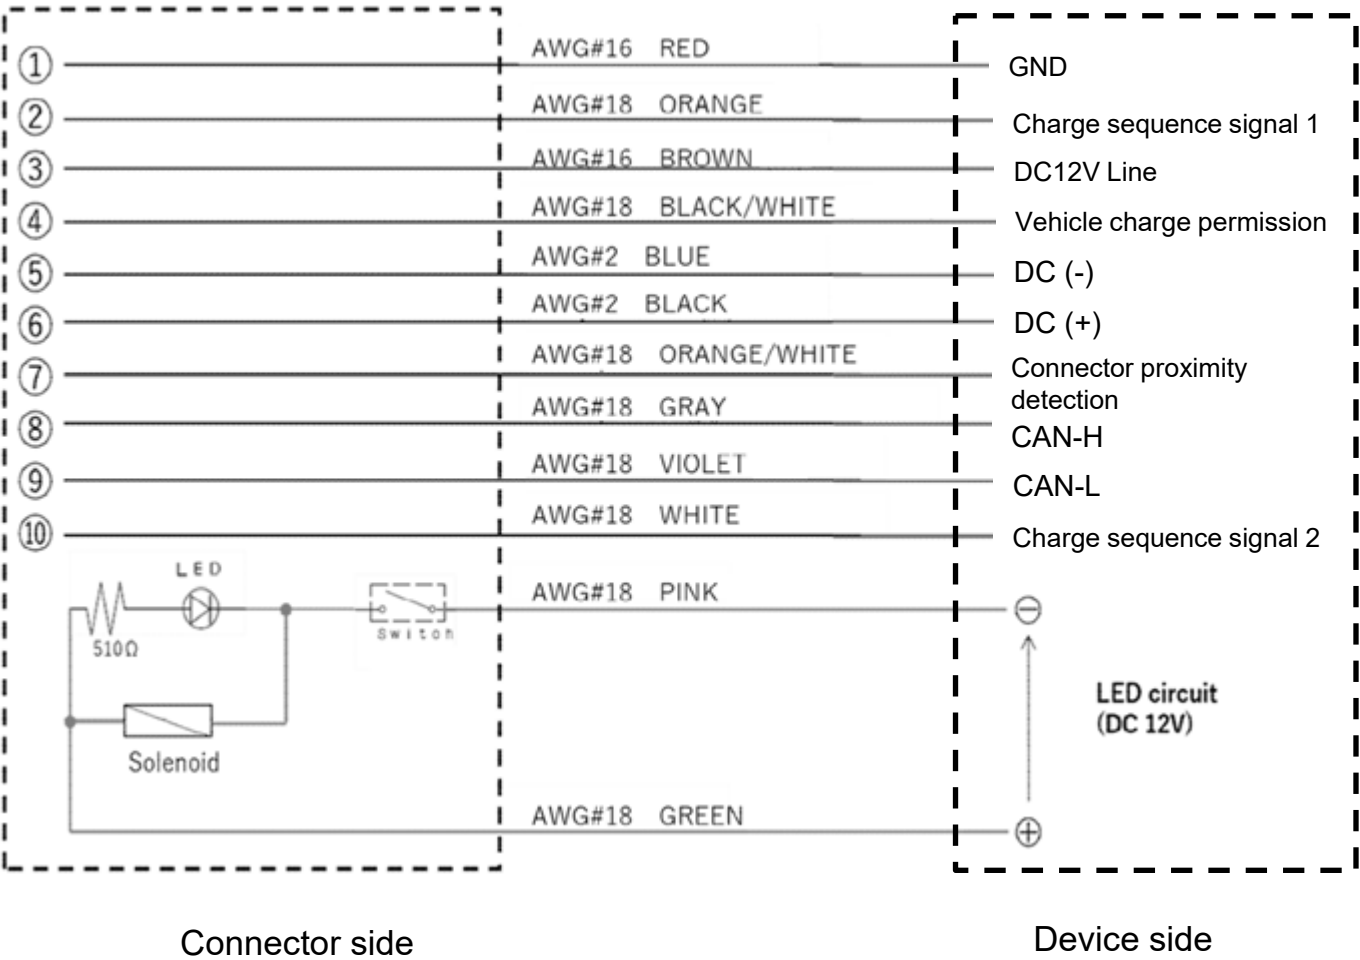 ① AWG#16 RED GND
② AWG#18 ORANGE Charge sequence signal 1
③ AWG#16 BROWN DC12V Line
④ AWG#18 BLACK/WHITE Vehicle charge permission
⑤ AWG#2 BLUE DC (-)
⑥ AWG#2 BLACK DC (+)
⑦ AWG#18 ORANGE/WHITE Connector proximity
detection
⑧ AWG#18 GRAY CAN-H
⑨ AWG#18 VIOLET CAN-L
⑩ AWG#18 WHITE Charge sequence signal 2
LED
AWG#18 PINK ⊖
Switch
510Ω
LED circuit
(DC 12V)
Solenoid
AWG#18 GREEN ⊕
Connector side
Device side